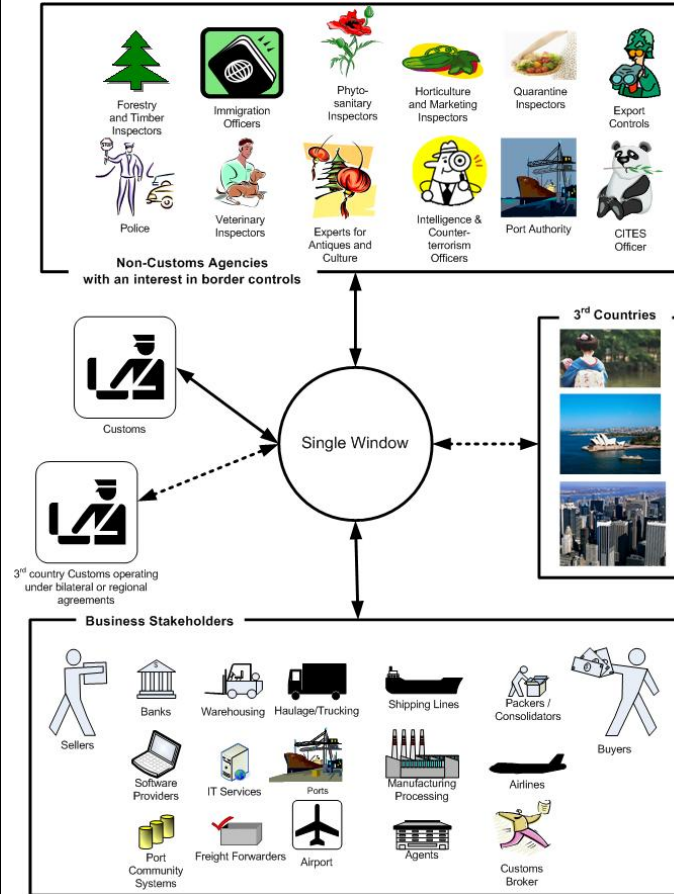 Forestry
and Timber
Inspectors
Immigration
Officers
Phyto-
sanitary
Inspectors
Horticulture
and Marketing
Inspectors
Quarantine
Inspectors
Export
Controls
STOP
Police
Veterinary
Inspectors
Experts for
Antiques and
Culture
Intelligence &
Counter-
terrorism
Officers
Port Authority
CITES
Officer
Non-Customs Agencies
with an interest in border controls
3rd Countries
Customs
Single Window
3rd country Customs operating
under bilateral or regional
agreements
Business Stakeholders
Sellers
$
Banks
Warehousing
Haulage/Trucking
Shipping Lines
Packers /
Consolidators
Buyers
Software
Providers
IT Services
Ports
Manufacturing
Processing
Airlines
Port
Community
Systems
Freight Forwarders
Airport
Agents
Customs
Broker